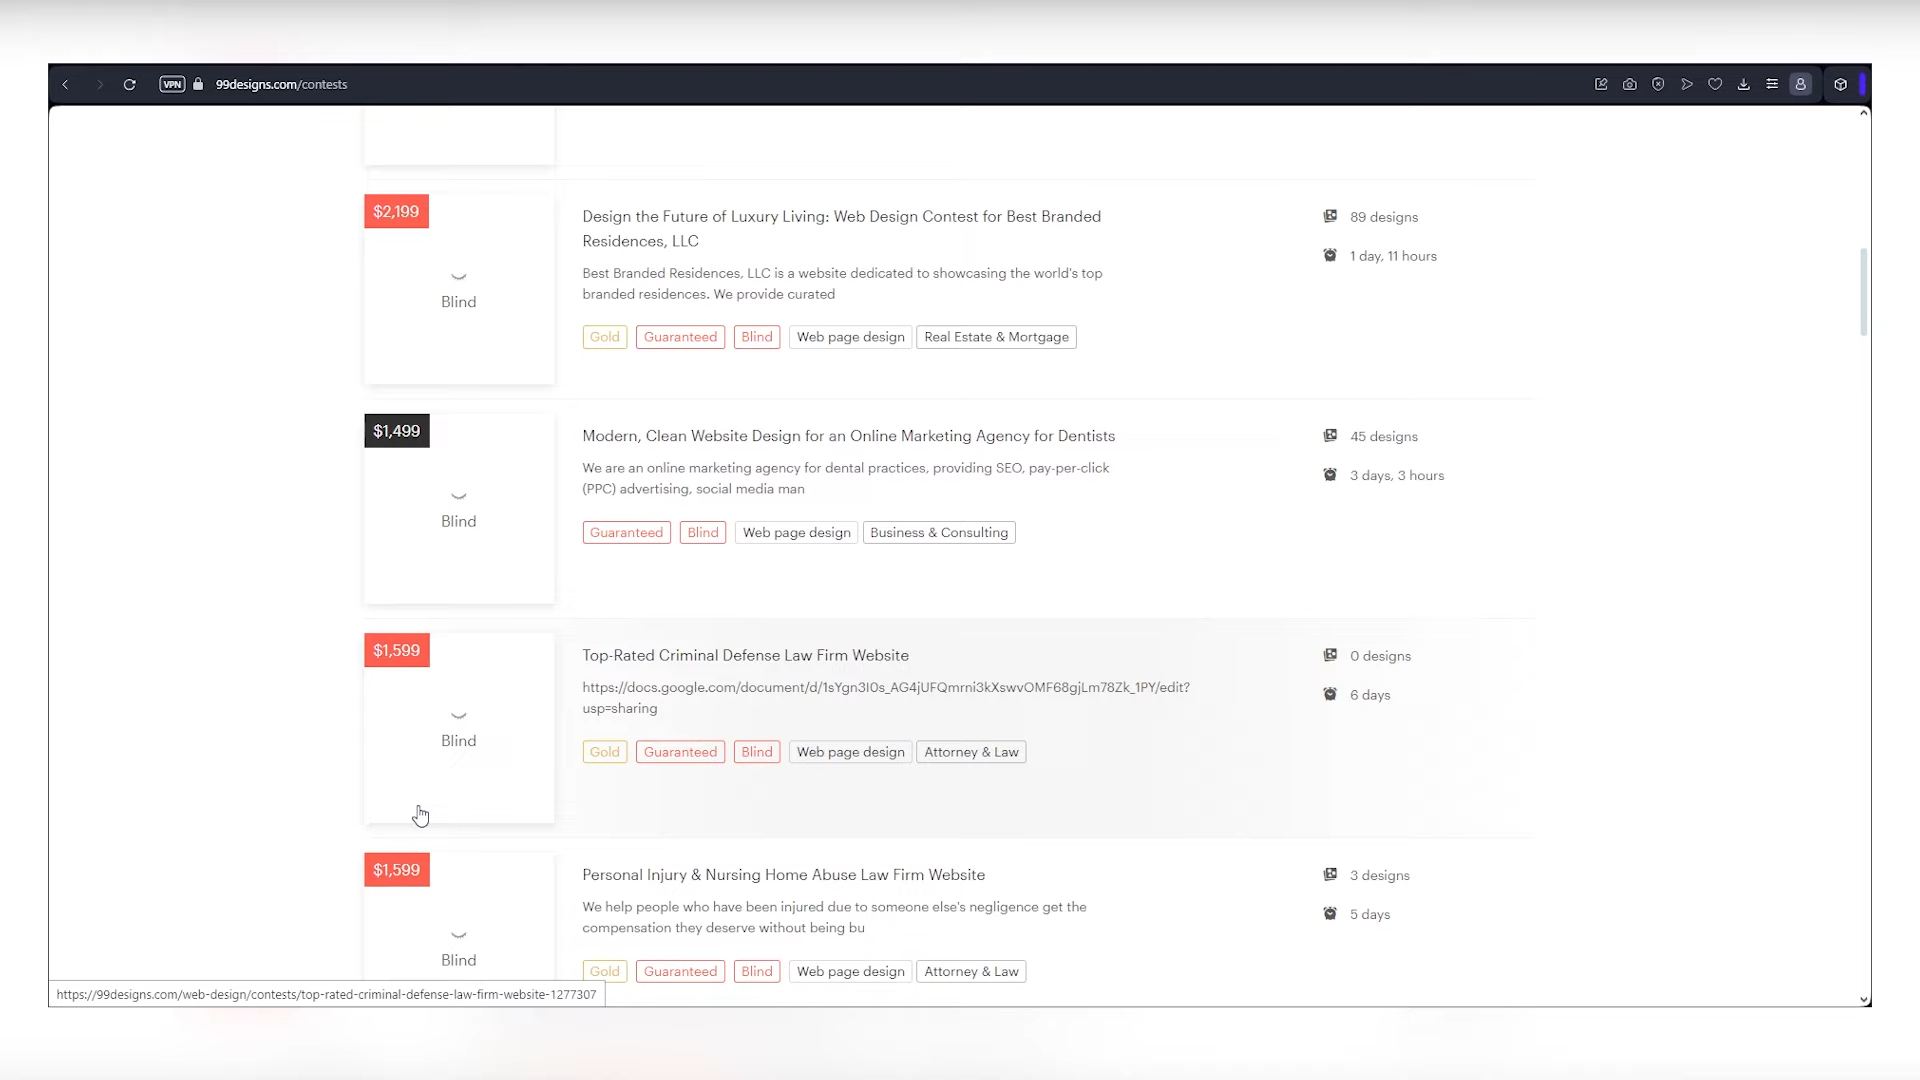 VPN 99designs.com/contests
$2,199
Blind
Design the Future of Luxury Living: Web Design Contest for Best Branded
Residences, LLC
Best Branded Residences, LLC is a website dedicated to showcasing the world's top
branded residences. We provide curated
Gold Guaranteed Blind Web page design Real Estate & Mortgage
89 designs
1 day, 11 hours
$1,499
Blind
Modern, Clean Website Design for an Online Marketing Agency for Dentists
We are an online marketing agency for dental practices, providing SEO, pay-per-click
(PPC) advertising, social media man
Guaranteed Blind Web page design Business & Consulting
45 designs
3 days, 3 hours
$1,599
Blind
Top-Rated Criminal Defense Law Firm Website
https://docs.google.com/document/d/1sYgn3I0s_AG4jUFQmrni3kXswvOMF68gjLm78Zk_1PY/edit?
usp=sharing
Gold Guaranteed Blind Web page design Attorney & Law
0 designs
6 days
$1,599
Blind
Personal Injury & Nursing Home Abuse Law Firm Website
We help people who have been injured due to someone else's negligence get the
compensation they deserve without being bu
Gold Guaranteed Blind Web page design Attorney & Law
3 designs
5 days
https://99designs.com/web-design/contests/top-rated-criminal-defense-law-firm-website-1277307